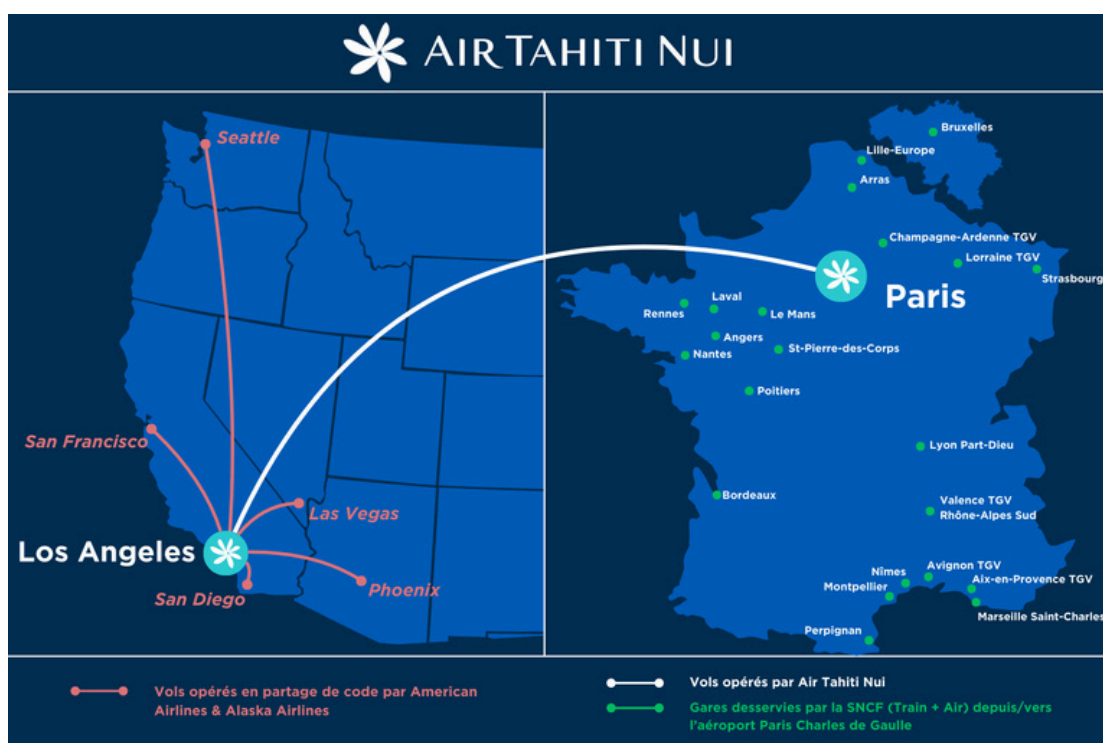 AIR TAHITI NUI
Seattle
San Francisco
Las Vegas
Los Angeles
San Diego
Phoenix
Bruxelles
Lille-Europe
Arras
Champagne-Ardenne TGV
Lorraine TGV
Strasbourg
Paris
Laval
Rennes
Le Mans
Angers
Nantes
St-Pierre-des-Corps
Poitiers
Lyon Part-Dieu
Bordeaux
Valence TGV
Rhône-Alpes Sud
Avignon TGV
Nîmes
Montpellier
Aix-en-Provence TGV
Marseille Saint-Charles
Perpignan
Vols opérés en partage de code par American
Airlines & Alaska Airlines
Vols opérés par Air Tahiti Nui
Gares desservies par la SNCF (Train + Air) depuis/vers
l'aéroport Paris Charles de Gaulle